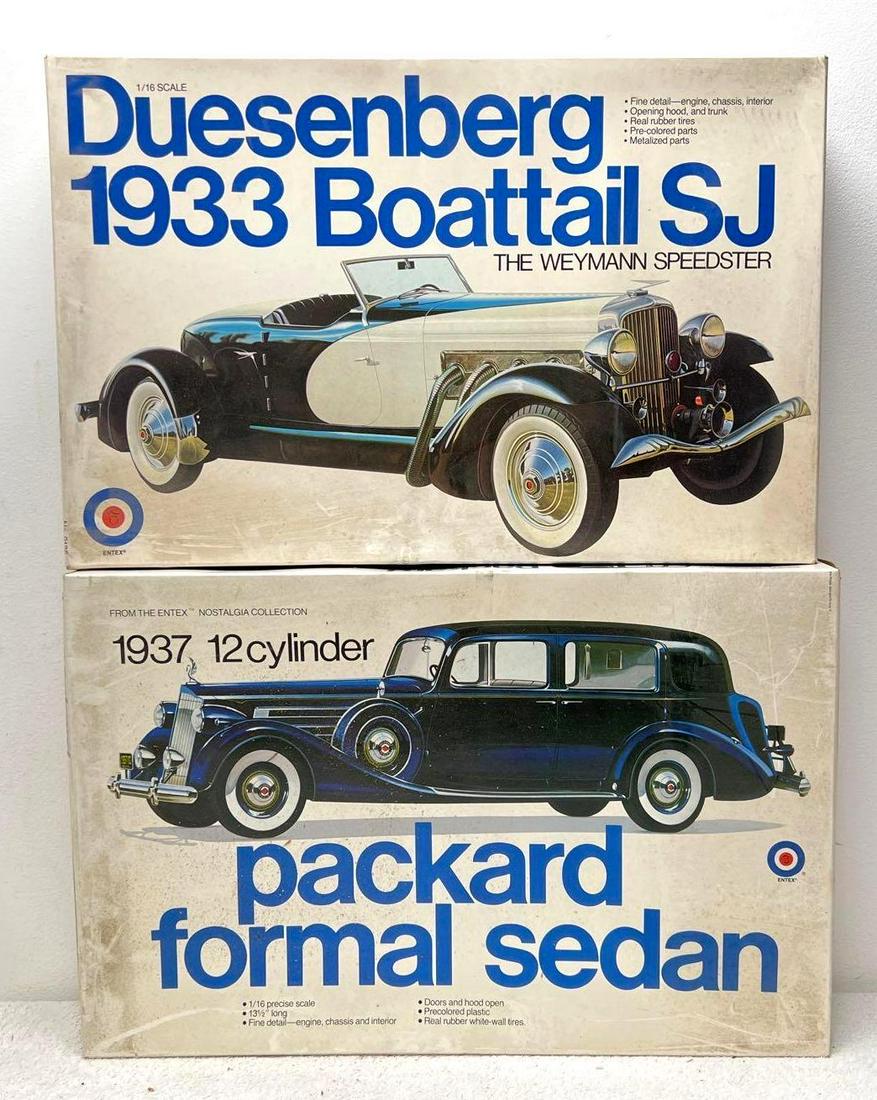 1/16 SCALE
Duesenberg
1933 Boattail SJ
THE WEYMANN SPEEDSTER
• Fine detail—engine, chassis, interior
• Opening hood, and trunk
• Real rubber tires
• Pre-colored parts
• Metalized parts
ENTEX®
FROM THE ENTEX™ NOSTALGIA COLLECTION
1937 12cylinder
packard
formal sedan
ENTEX®
• 1/16 precise scale
• 13½" long
• Fine detail—engine, chassis and interior
• Doors and hood open
• Precolored plastic
• Real rubber white-wall tires.